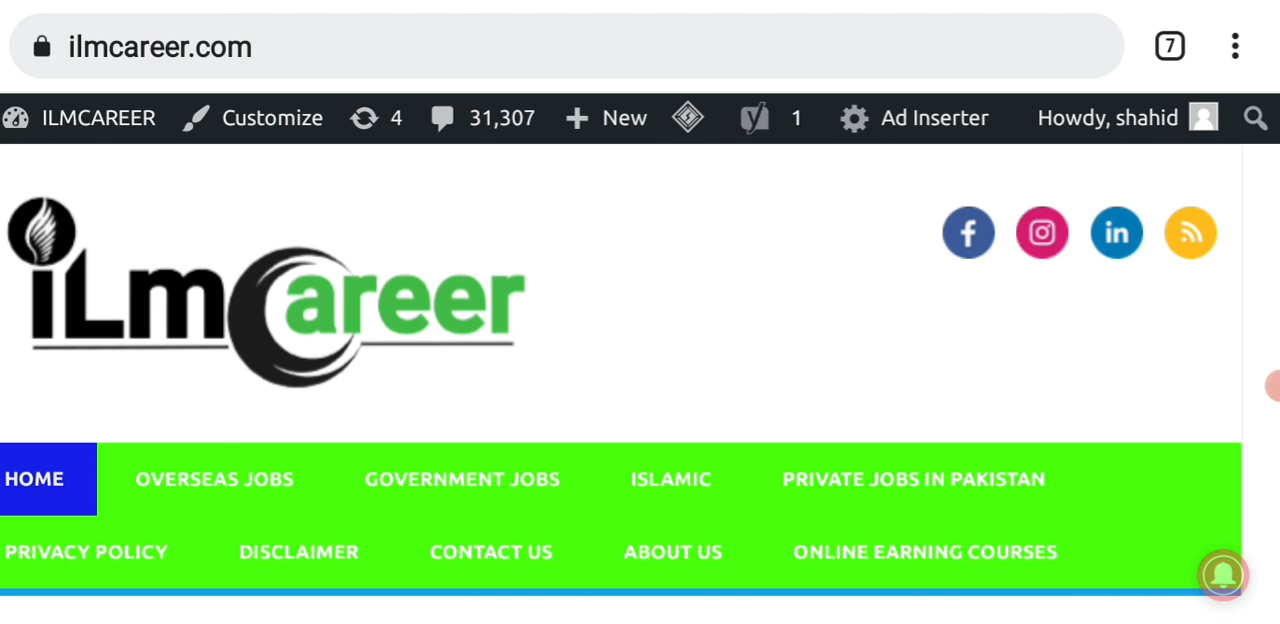 ilmcareer.com
7
ILMCAREER Customize 4 31,307 New 1 Ad Inserter Howdy, shahid
iLmCareer
HOME OVERSEAS JOBS GOVERNMENT JOBS ISLAMIC PRIVATE JOBS IN PAKISTAN
PRIVACY POLICY DISCLAIMER CONTACT US ABOUT US ONLINE EARNING COURSES